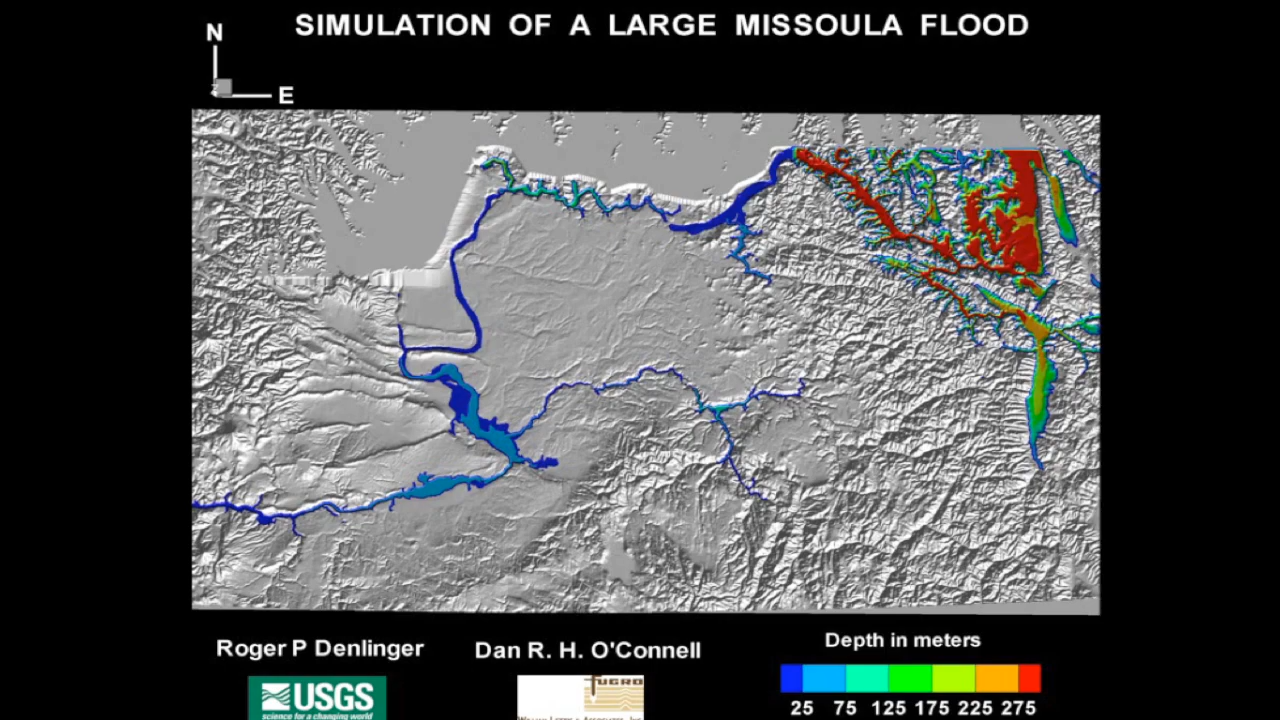 SIMULATION OF A LARGE MISSOULA FLOOD
N
E
Roger P Denlinger
Dan R. H. O'Connell
Depth in meters
USGS
science for a changing world
FUGRO
25 75 125 175 225 275